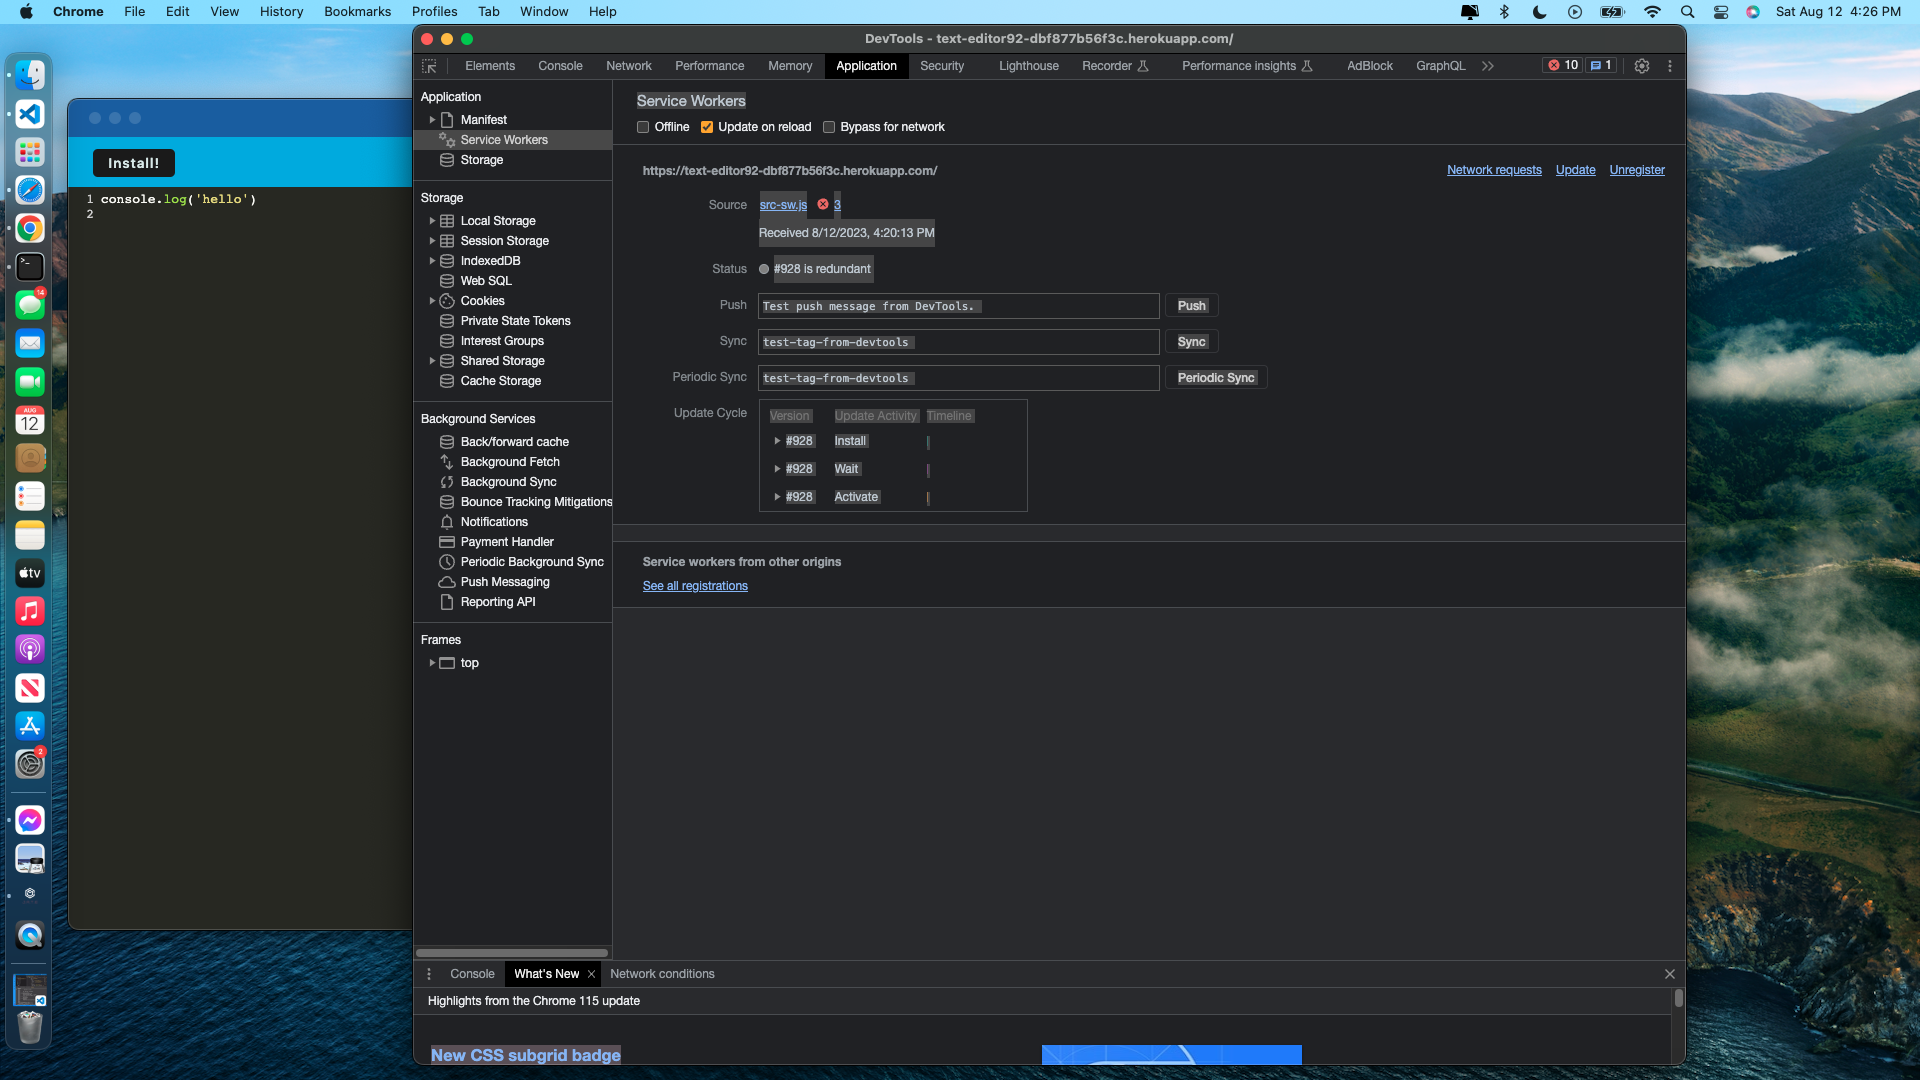 Chrome File Edit View History Bookmarks Profiles Tab Window Help
Sat Aug 12 4:26 PM
DevTools - text-editor92-dbf877b56f3c.herokuapp.com/
Elements Console Network Performance Memory Application Security Lighthouse Recorder Performance insights AdBlock GraphQL 10 1
Install!
1 console.log('hello')
2
14
AUG
12
tv
2
Application
Manifest
Service Workers
Storage
Storage
Local Storage
Session Storage
IndexedDB
Web SQL
Cookies
Private State Tokens
Interest Groups
Shared Storage
Cache Storage
Background Services
Back/forward cache
Background Fetch
Background Sync
Bounce Tracking Mitigations
Notifications
Payment Handler
Periodic Background Sync
Push Messaging
Reporting API
Frames
top
Service Workers
Offline Update on reload Bypass for network
https://text-editor92-dbf877b56f3c.herokuapp.com/ Network requests Update Unregister
Source src-sw.js 3
Received 8/12/2023, 4:20:13 PM
Status #928 is redundant
Push Test push message from DevTools. Push
Sync test-tag-from-devtools Sync
Periodic Sync test-tag-from-devtools Periodic Sync
Update Cycle Version Update Activity Timeline
#928 Install
#928 Wait
#928 Activate
Service workers from other origins
See all registrations
Console What's New Network conditions
Highlights from the Chrome 115 update
New CSS subgrid badge